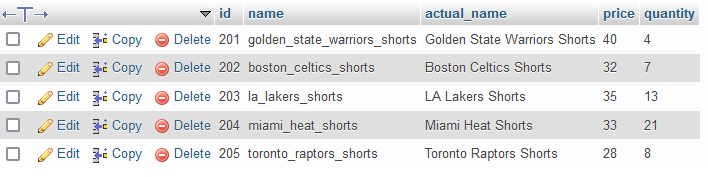 ←T→ id name actual_name price quantity
Edit Copy Delete 201 golden_state_warriors_shorts Golden State Warriors Shorts 40 4
Edit Copy Delete 202 boston_celtics_shorts Boston Celtics Shorts 32 7
Edit Copy Delete 203 la_lakers_shorts LA Lakers Shorts 35 13
Edit Copy Delete 204 miami_heat_shorts Miami Heat Shorts 33 21
Edit Copy Delete 205 toronto_raptors_shorts Toronto Raptors Shorts 28 8